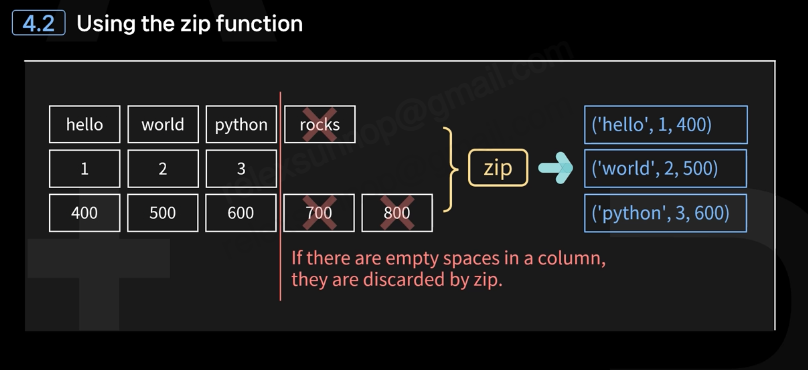 4.2 Using the zip function
hello world python rocks
1 2 3
400 500 600 700 800
zip
('hello', 1, 400)
('world', 2, 500)
('python', 3, 600)
If there are empty spaces in a column,
they are discarded by zip.